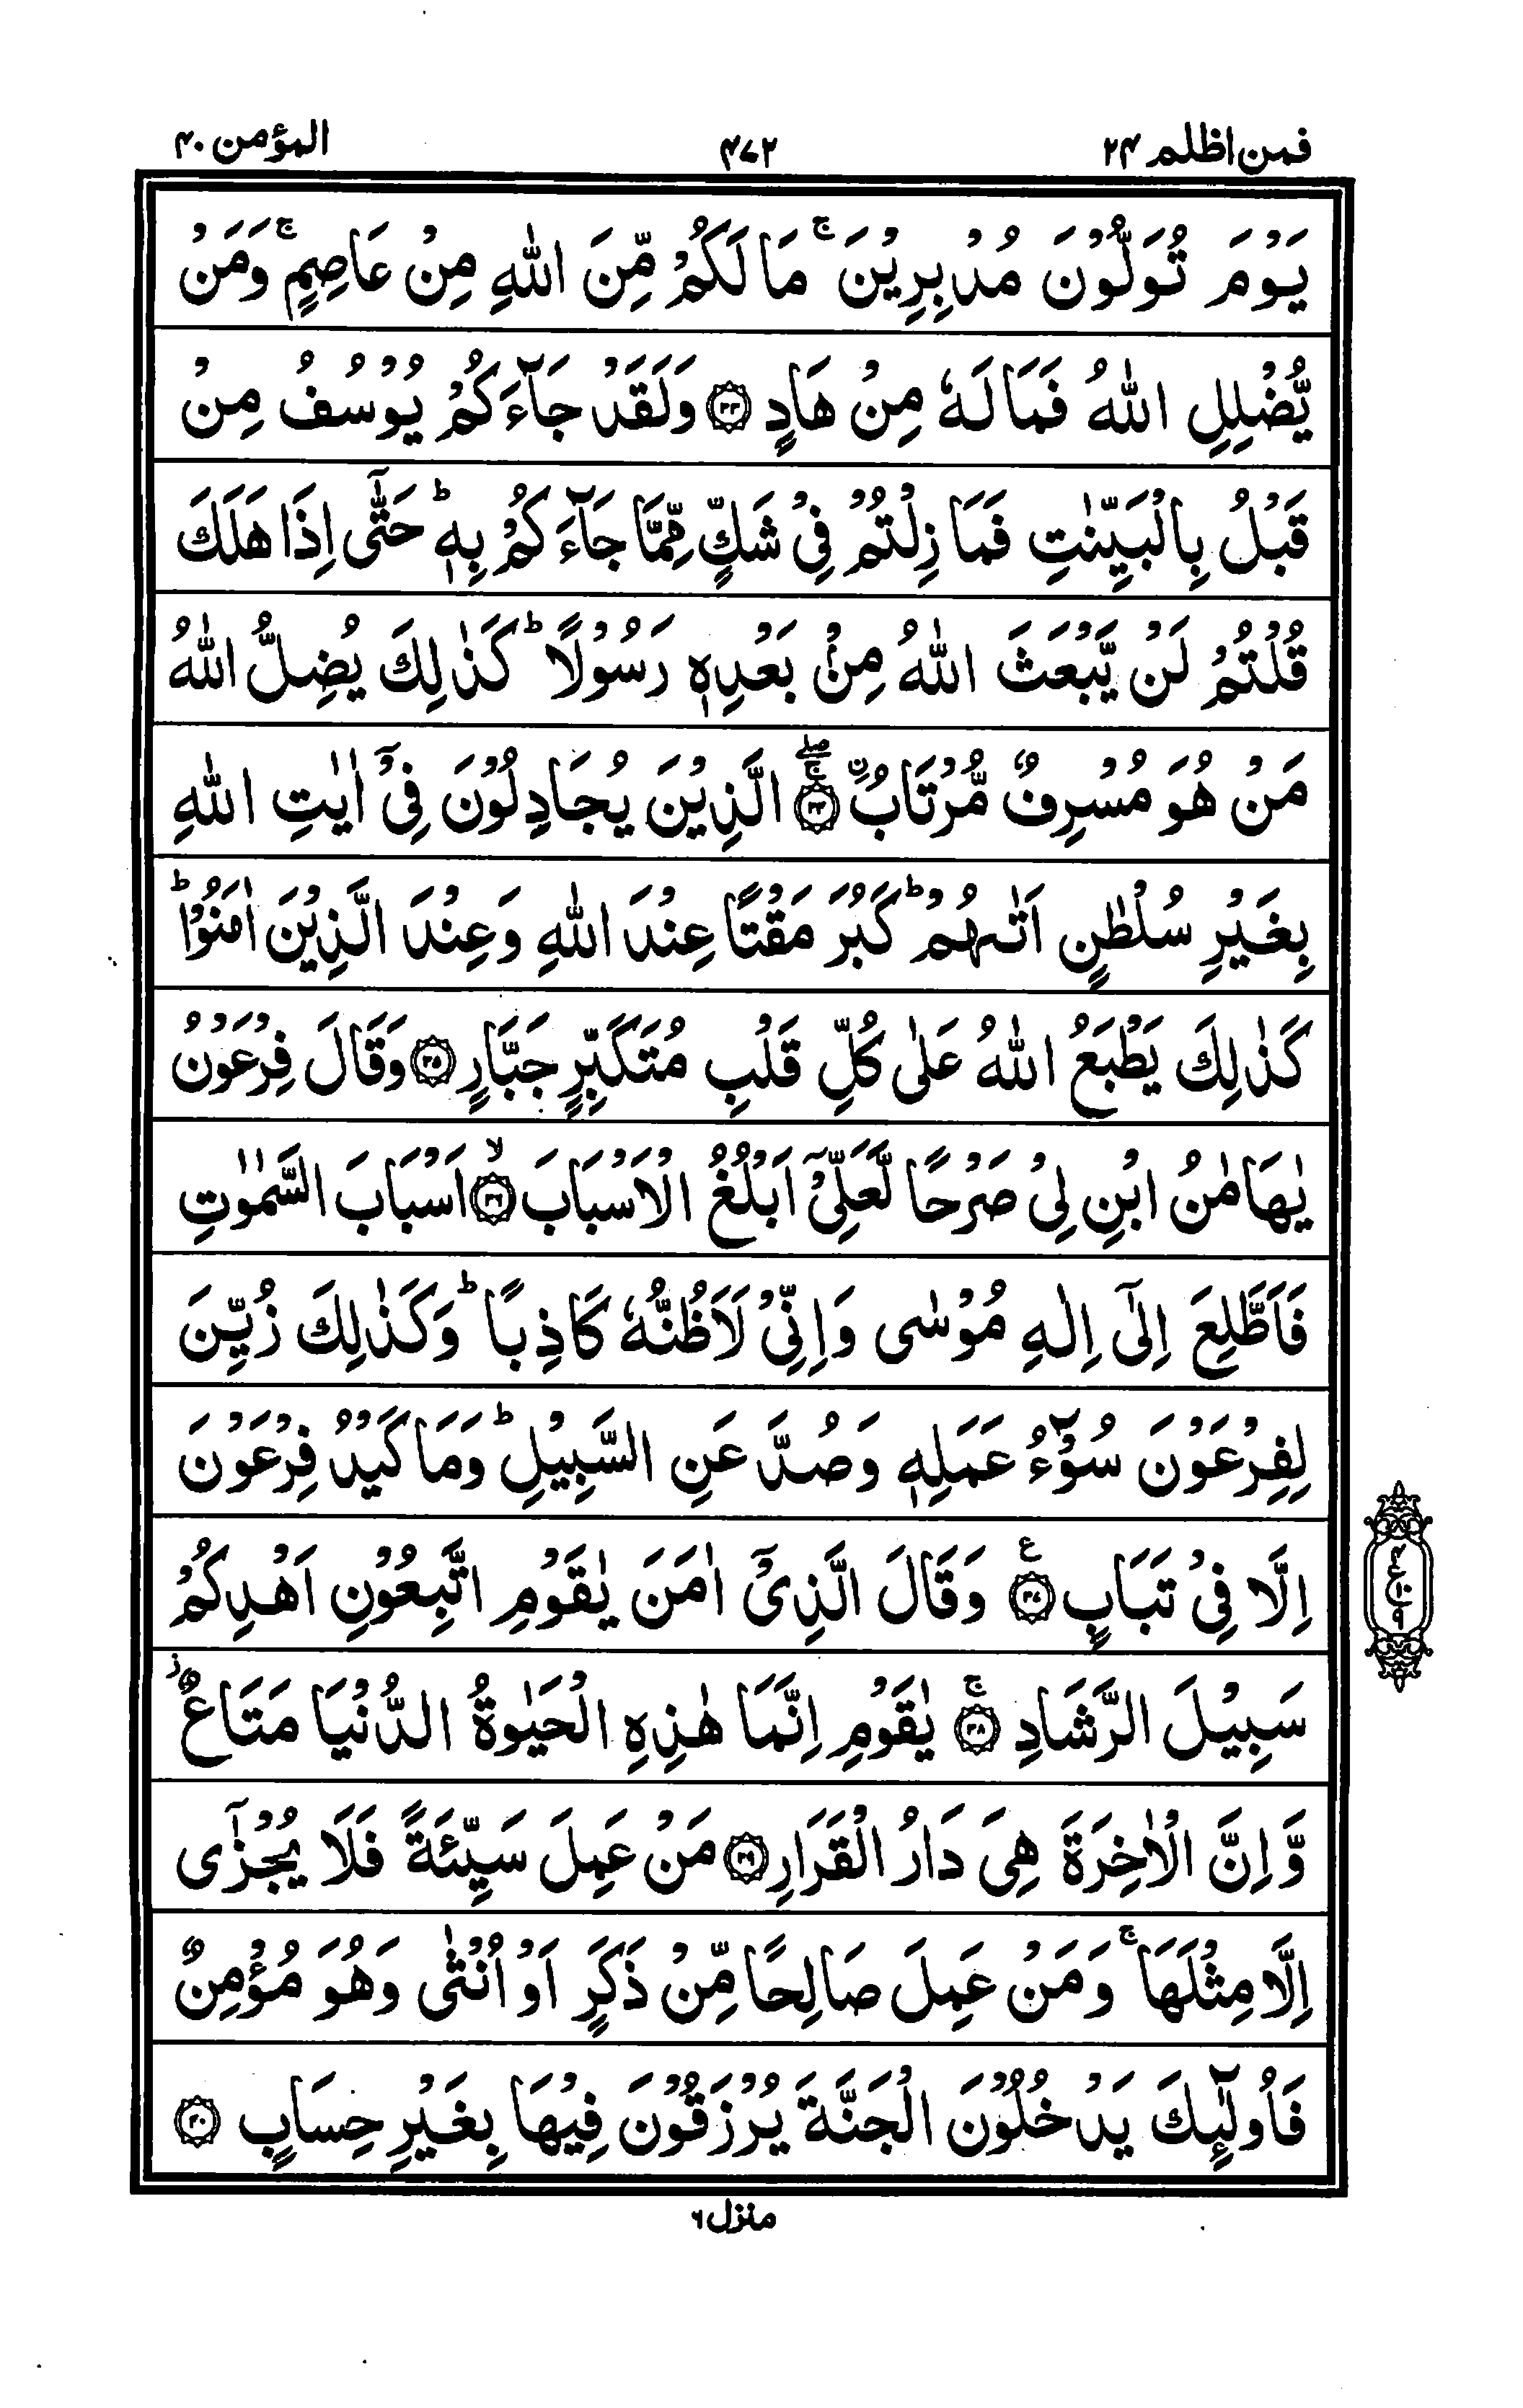 فمن اظلم ۲۴
۴۷۲
المؤمن ۴۰
يَوْمَ تُوَلُّوْنَ مُدْبِرِيْنَ ۚ مَا لَكُمْ مِّنَ اللّٰهِ مِنْ عَاصِمٍ ۚ وَمَنْ
يُّضْلِلِ اللّٰهُ فَمَا لَهٗ مِنْ هَادٍ ۝۳۳ وَلَقَدْ جَآءَكُمْ يُوْسُفُ مِنْ
قَبْلُ بِالْبَيِّنٰتِ فَمَا زِلْتُمْ فِيْ شَكٍّ مِّمَّا جَآءَكُمْ بِهٖ ؕ حَتّٰۤى اِذَا هَلَكَ
قُلْتُمْ لَنْ يَّبْعَثَ اللّٰهُ مِنْۢ بَعْدِهٖ رَسُوْلًا ؕ كَذٰلِكَ يُضِلُّ اللّٰهُ
مَنْ هُوَ مُسْرِفٌ مُّرْتَابُ ۨ ۝۳۴ ۚۖ الَّذِيْنَ يُجَادِلُوْنَ فِيْۤ اٰيٰتِ اللّٰهِ
بِغَيْرِ سُلْطٰنٍ اَتٰىهُمْ ؕ كَبُرَ مَقْتًا عِنْدَ اللّٰهِ وَعِنْدَ الَّذِيْنَ اٰمَنُوْا ؕ
كَذٰلِكَ يَطْبَعُ اللّٰهُ عَلٰى كُلِّ قَلْبِ مُتَكَبِّرٍ جَبَّارٍ ۝۳۵ وَقَالَ فِرْعَوْنُ
يٰهَامٰنُ ابْنِ لِيْ صَرْحًا لَّعَلِّيْۤ اَبْلُغُ الْاَسْبَابَ ۝۳۶ ۙ اَسْبَابَ السَّمٰوٰتِ
فَاَطَّلِعَ اِلٰۤى اِلٰهِ مُوْسٰى وَاِنِّيْ لَاَظُنُّهٗ كَاذِبًا ؕ وَكَذٰلِكَ زُيِّنَ
لِفِرْعَوْنَ سُوْٓءُ عَمَلِهٖ وَصُدَّ عَنِ السَّبِيْلِ ؕ وَمَا كَيْدُ فِرْعَوْنَ
اِلَّا فِيْ تَبَابٍ ۝۳۷ ع وَقَالَ الَّذِيْۤ اٰمَنَ يٰقَوْمِ اتَّبِعُوْنِ اَهْدِكُمْ
سَبِيْلَ الرَّشَادِ ۝۳۸ ۚ يٰقَوْمِ اِنَّمَا هٰذِهِ الْحَيٰوةُ الدُّنْيَا مَتَاعٌ ز
وَّاِنَّ الْاٰخِرَةَ هِيَ دَارُ الْقَرَارِ ۝۳۹ مَنْ عَمِلَ سَيِّئَةً فَلَا يُجْزٰۤى
اِلَّا مِثْلَهَا ۚ وَمَنْ عَمِلَ صَالِحًا مِّنْ ذَكَرٍ اَوْ اُنْثٰى وَهُوَ مُؤْمِنٌ
فَاُولٰٓئِكَ يَدْخُلُوْنَ الْجَنَّةَ يُرْزَقُوْنَ فِيْهَا بِغَيْرِ حِسَابٍ ۝۴۰
منزل ۶